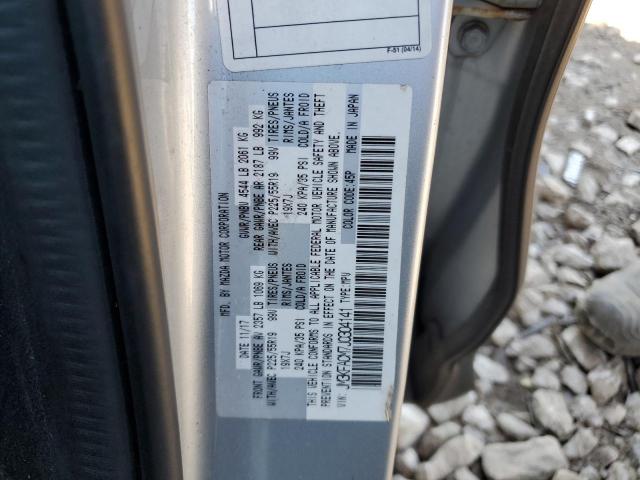 F-51 (04/14)
MFD. BY MAZDA MOTOR CORPORATION
DATE 11/17 GVWR/PNBV 4544 LB 2061 KG
FRONT GAWR/PNBE AV 2357 LB 1069 KG REAR GAWR/PNBE AR 2187 LB 992 KG
WITH/AVEC P225/55R19 99V TIRES/PNEUS WITH/AVEC P225/55R19 99V TIRES/PNEUS
19X7J RIMS/JANTES 19X7J RIMS/JANTES
240 KPA/35 PSI COLD/A FROID 240 KPA/35 PSI COLD/A FROID
THIS VEHICLE CONFORMS TO ALL APPLICABLE FEDERAL MOTOR VEHICLE SAFETY AND THEFT
PREVENTION STANDARDS IN EFFECT ON THE DATE OF MANUFACTURE SHOWN ABOVE.
COLOR CODE:45P MADE IN JAPAN
VIN: TYPE:MPV